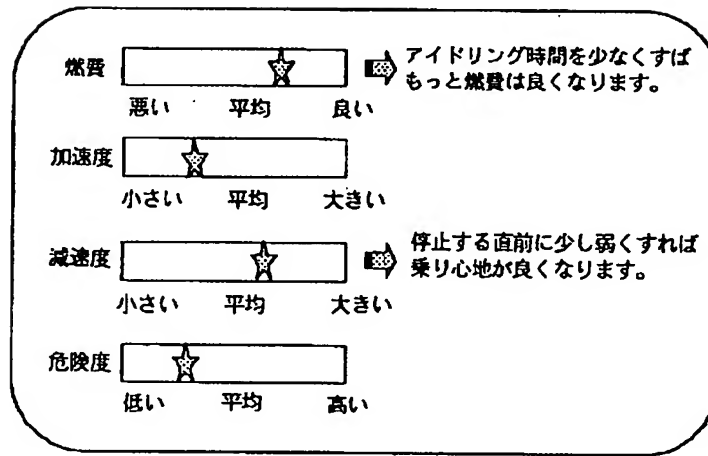 燃費
アイドリング時間を少なくすば
もっと燃費は良くなります。
悪い 平均 良い
加速度
小さい 平均 大きい
減速度
停止する直前に少し弱くすれば
乗り心地が良くなります。
小さい 平均 大きい
危険度
低い 平均 高い